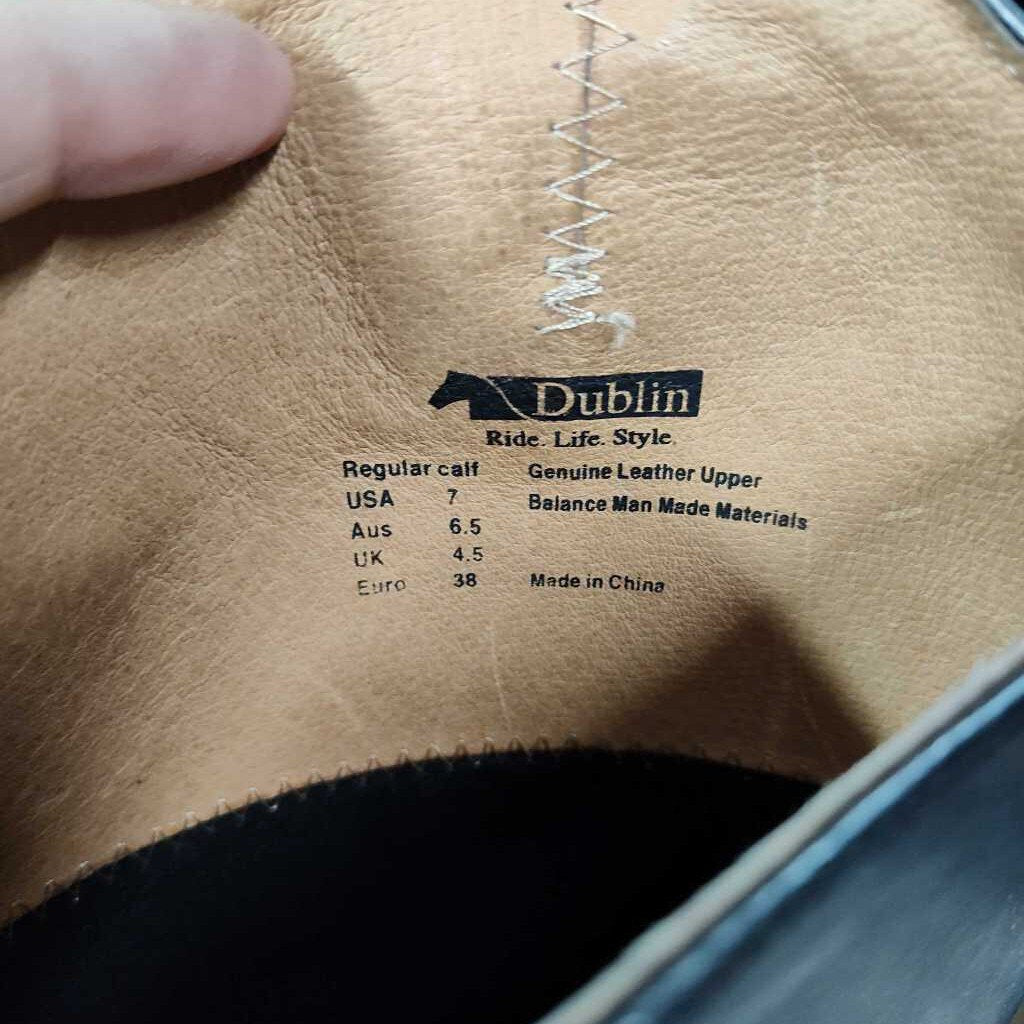 Dublin
Ride. Life. Style.
Regular calf Genuine Leather Upper
USA 7 Balance Man Made Materials
Aus 6.5
UK 4.5
Euro 38 Made in China